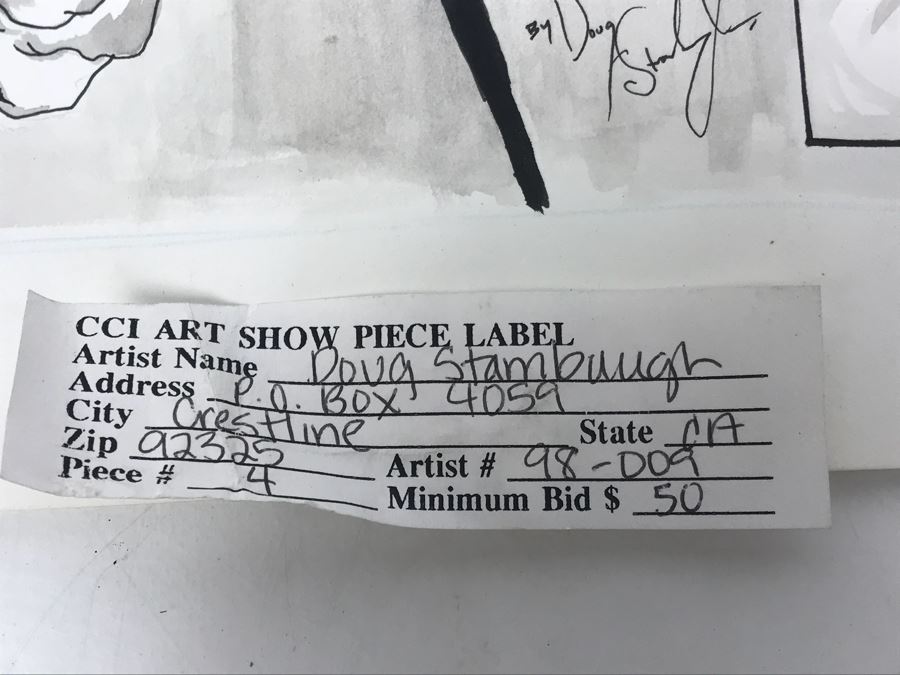 By Doug Stambaugh
CCI ART SHOW PIECE LABEL
Artist Name Doug Stambaugh
Address P.O. Box 4059
City Crestline State CA
Zip 92325 Artist # 98-009
Piece # 4 Minimum Bid $ 50